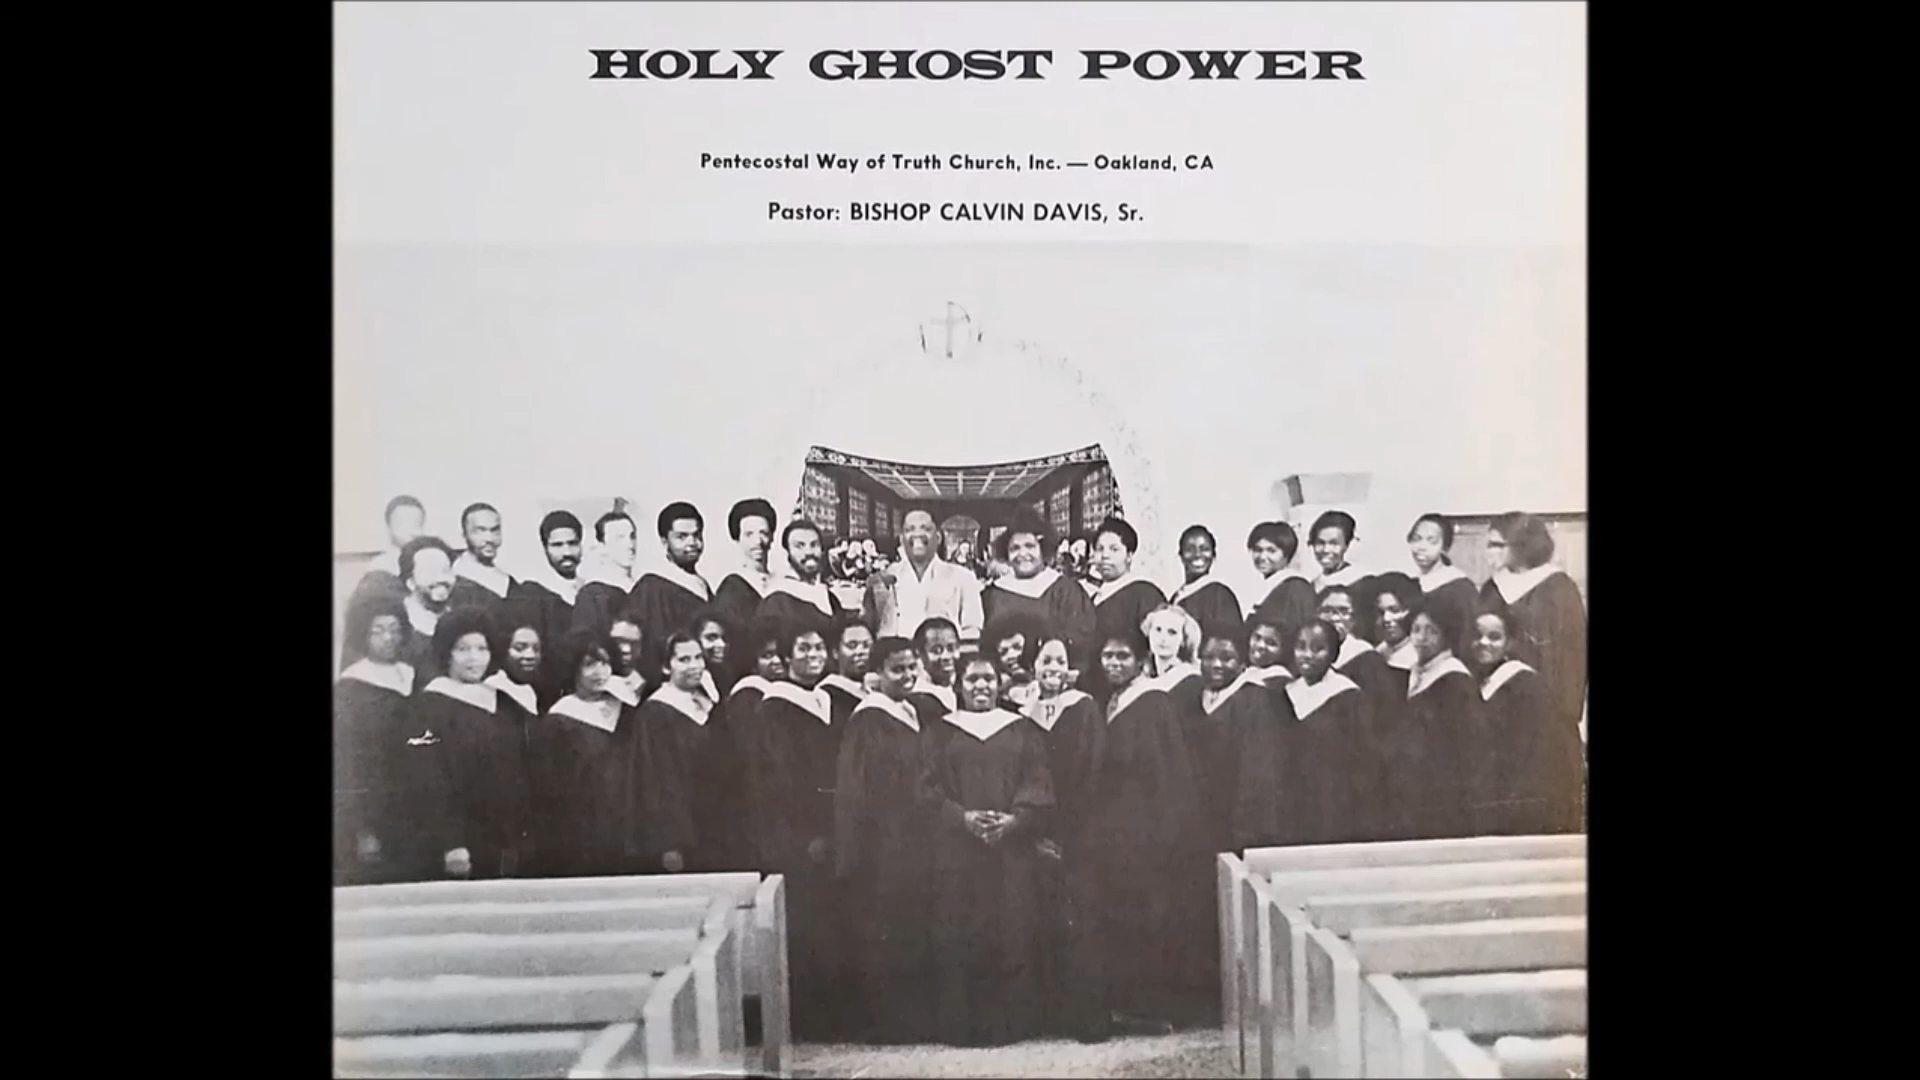 HOLY GHOST POWER
Pentecostal Way of Truth Church, Inc. — Oakland, CA
Pastor: BISHOP CALVIN DAVIS, Sr.
P